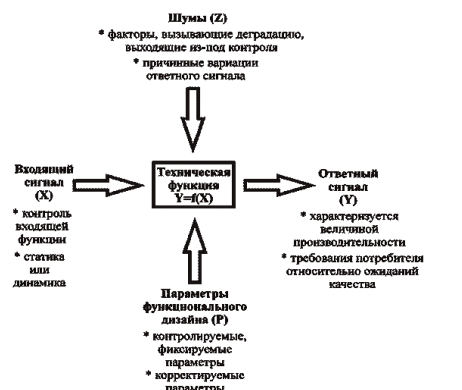 Шумы (Z)
* факторы, вызывающие деградацию,
выходящие из-под контроля
* причинные вариации
ответного сигнала
Входящий
сигнал
(X)
* контроль
входящей
функции
* статика
или
динамика
Техническая
функция
Y=f(X)
Ответный
сигнал
(Y)
* характеризуется
величиной
производительности
* требования потребителя
относительно ожиданий
качества
Параметры
функционального
дизайна (P)
* контролируемые,
фиксируемые
параметры
* корректируемые
параметры